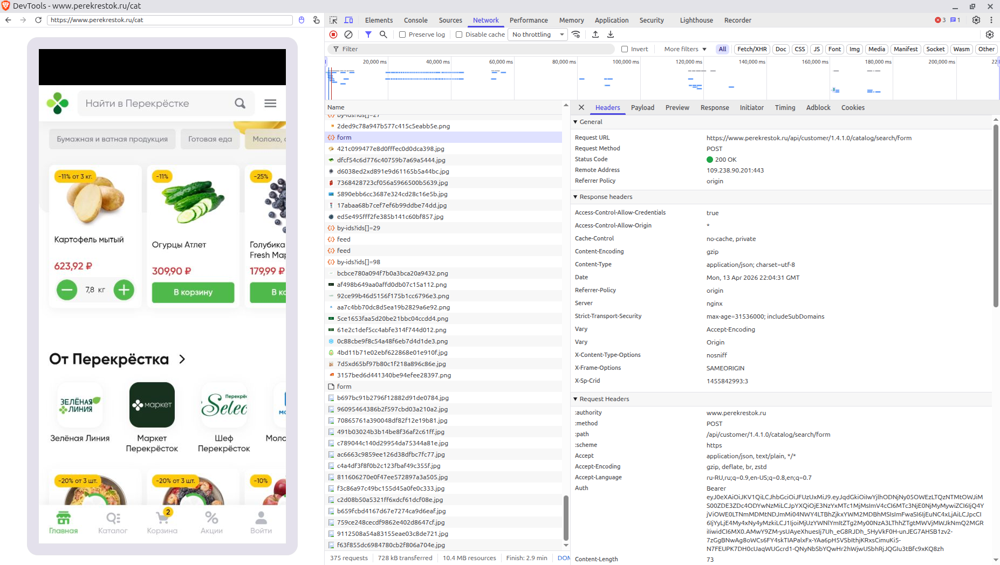 DevTools - www.perekrestok.ru/cat
https://www.perekrestok.ru/cat
Elements Console Sources Network Performance Memory Application Security Lighthouse Recorder 3 1
Preserve log Disable cache No throttling
Filter Invert More filters All Fetch/XHR Doc CSS JS Font Img Media Manifest Socket Wasm Other
20,000 ms 40,000 ms 60,000 ms 80,000 ms 100,000 ms 120,000 ms 140,000 ms 160,000 ms 180,000 ms 200,000 ms 22
Найти в Перекрёстке
Бумажная и ватная продукция Готовая еда Молоко,
-11% от 3 кг. -11% -25%
Картофель мытый
Огурцы Атлет
Голубика
Fresh Мар
623,92 ₽
309,90 ₽
179,99 ₽
7,8 кг
В корзину
В ко
От Перекрёстка
ЗЕЛЁНАЯ
ЛИНИЯ
маркет
Перекрё
Selec
Зелёная Линия
Маркет
Перекрёсток
Шеф
Перекрёсток
Моло
-20% от 3 шт. -20% от 3 шт. -10%
2
Главная Каталог Корзина Акции Войти
Name
by-ids?ids[]=27
2ded9c78a947b577c415c5eabb5e.png
form
421c099477e8d0fffec0d0dca398.jpg
dfcf54c6d776c40759b7a69a5444.jpg
d6038ed2xd891e9d61165b5a44bc.jpg
7368428723cf056a5966500b5639.jpg
5890ebb6cc3687e324cd28c16e5b.jpg
17abaa68b7cef7ef6b99ddbe74dd.jpg
ed5e495fff2fe385b141c60bf857.jpg
by-ids?ids[]=29
feed
feed
by-ids?ids[]=98
bcbce780a094f7b0a3bca20a9432.png
af498b649aa0affd0db07c15a112.png
92ce99b46d5156f175b1cc6796e3.png
aa7c4bb70dc8d5ea19b2829a6e92.png
5ce1653faa5d20be21bbc04ccdd4.png
61e2c1def5cc4abfe314f744d012.png
0c88cbe9f8c54a48f6eb7d4d1de3.png
4bd11b71e02ebf622868e01e910f.jpg
7d5xd65bf97b80c1f218a896c86e.jpg
3157bed6d441340be94efee28397.png
form
b697bc91b2796f12882d91de0784.jpg
96095464386b2f597cbd03a210a2.jpg
70865761a390048df82f12e19b81.jpg
491b03024b3b14be8f36af2c61ff.jpg
c789044c140d29954da75344a81e.jpg
ac6663c9859ee126d38dfbc7fc77.jpg
c4a4df3f8f0b2c123fbaf49c355f.jpg
811606270e0f47ee572897a3a505.jpg
f3c86a97c49bc155d45a0fe0c333.jpg
c2d08b50a5321ff6xdcf61dcf08e.jpg
b659fcbd4167d67e7274ca9d6eaf.jpg
759ce248cecdf9862e402d8647cf.jpg
9112508a54a83155eae03c8de721.jpg
f63f855dc6984780cb2f806a704e.jpg
375 requests 728 kB transferred 10.4 MB resources Finish: 2.9 min DON
Headers Payload Preview Response Initiator Timing Adblock Cookies
General
Request URL https://www.perekrestok.ru/api/customer/1.4.1.0/catalog/search/form
Request Method POST
Status Code 200 OK
Remote Address 109.238.90.201:443
Referrer Policy origin
Response headers
Access-Control-Allow-Credentials true
Access-Control-Allow-Origin *
Cache-Control no-cache, private
Content-Encoding gzip
Content-Type application/json; charset=utf-8
Date Mon, 13 Apr 2026 22:04:31 GMT
Referrer-Policy origin
Server nginx
Strict-Transport-Security max-age=31536000; includeSubDomains
Vary Accept-Encoding
Vary Origin
X-Content-Type-Options nosniff
X-Frame-Options SAMEORIGIN
X-Sp-Crid 1455842993:3
Request Headers
:authority www.perekrestok.ru
:method POST
:path /api/customer/1.4.1.0/catalog/search/form
:scheme https
Accept application/json, text/plain, */*
Accept-Encoding gzip, deflate, br, zstd
Accept-Language ru-RU,ru;q=0.9,en-US;q=0.8,en;q=0.7
Auth Bearer
Content-Length 73